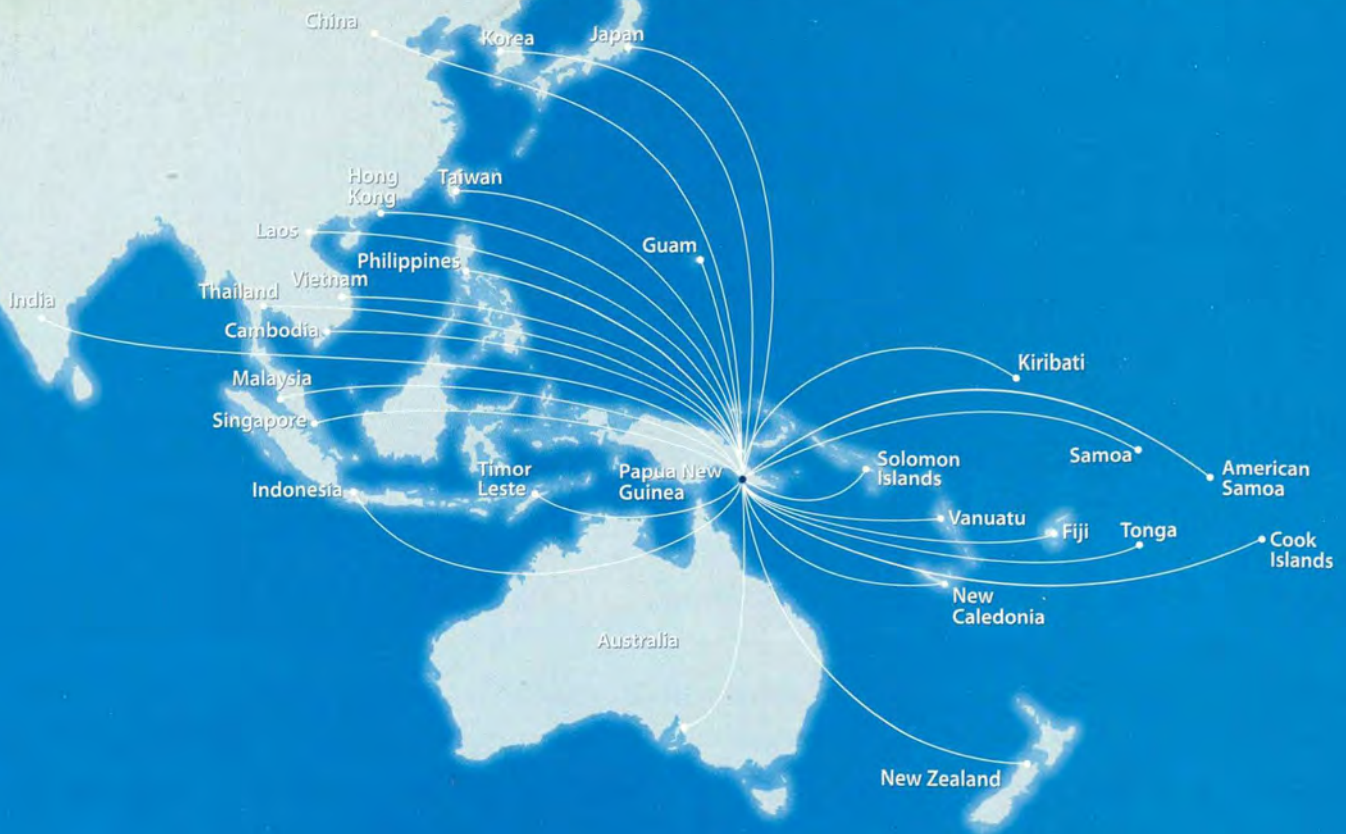 China
Korea
Japan
Hong
Kong
Taiwan
Laos
Guam
Philippines
Vietnam
Thailand
India
Cambodia
Kiribati
Malaysia
Singapore
Samoa
Solomon
Islands
American
Samoa
Timor
Leste
Papua New
Guinea
Indonesia
Vanuatu
Fiji
Tonga
Cook
Islands
New
Caledonia
Australia
New Zealand